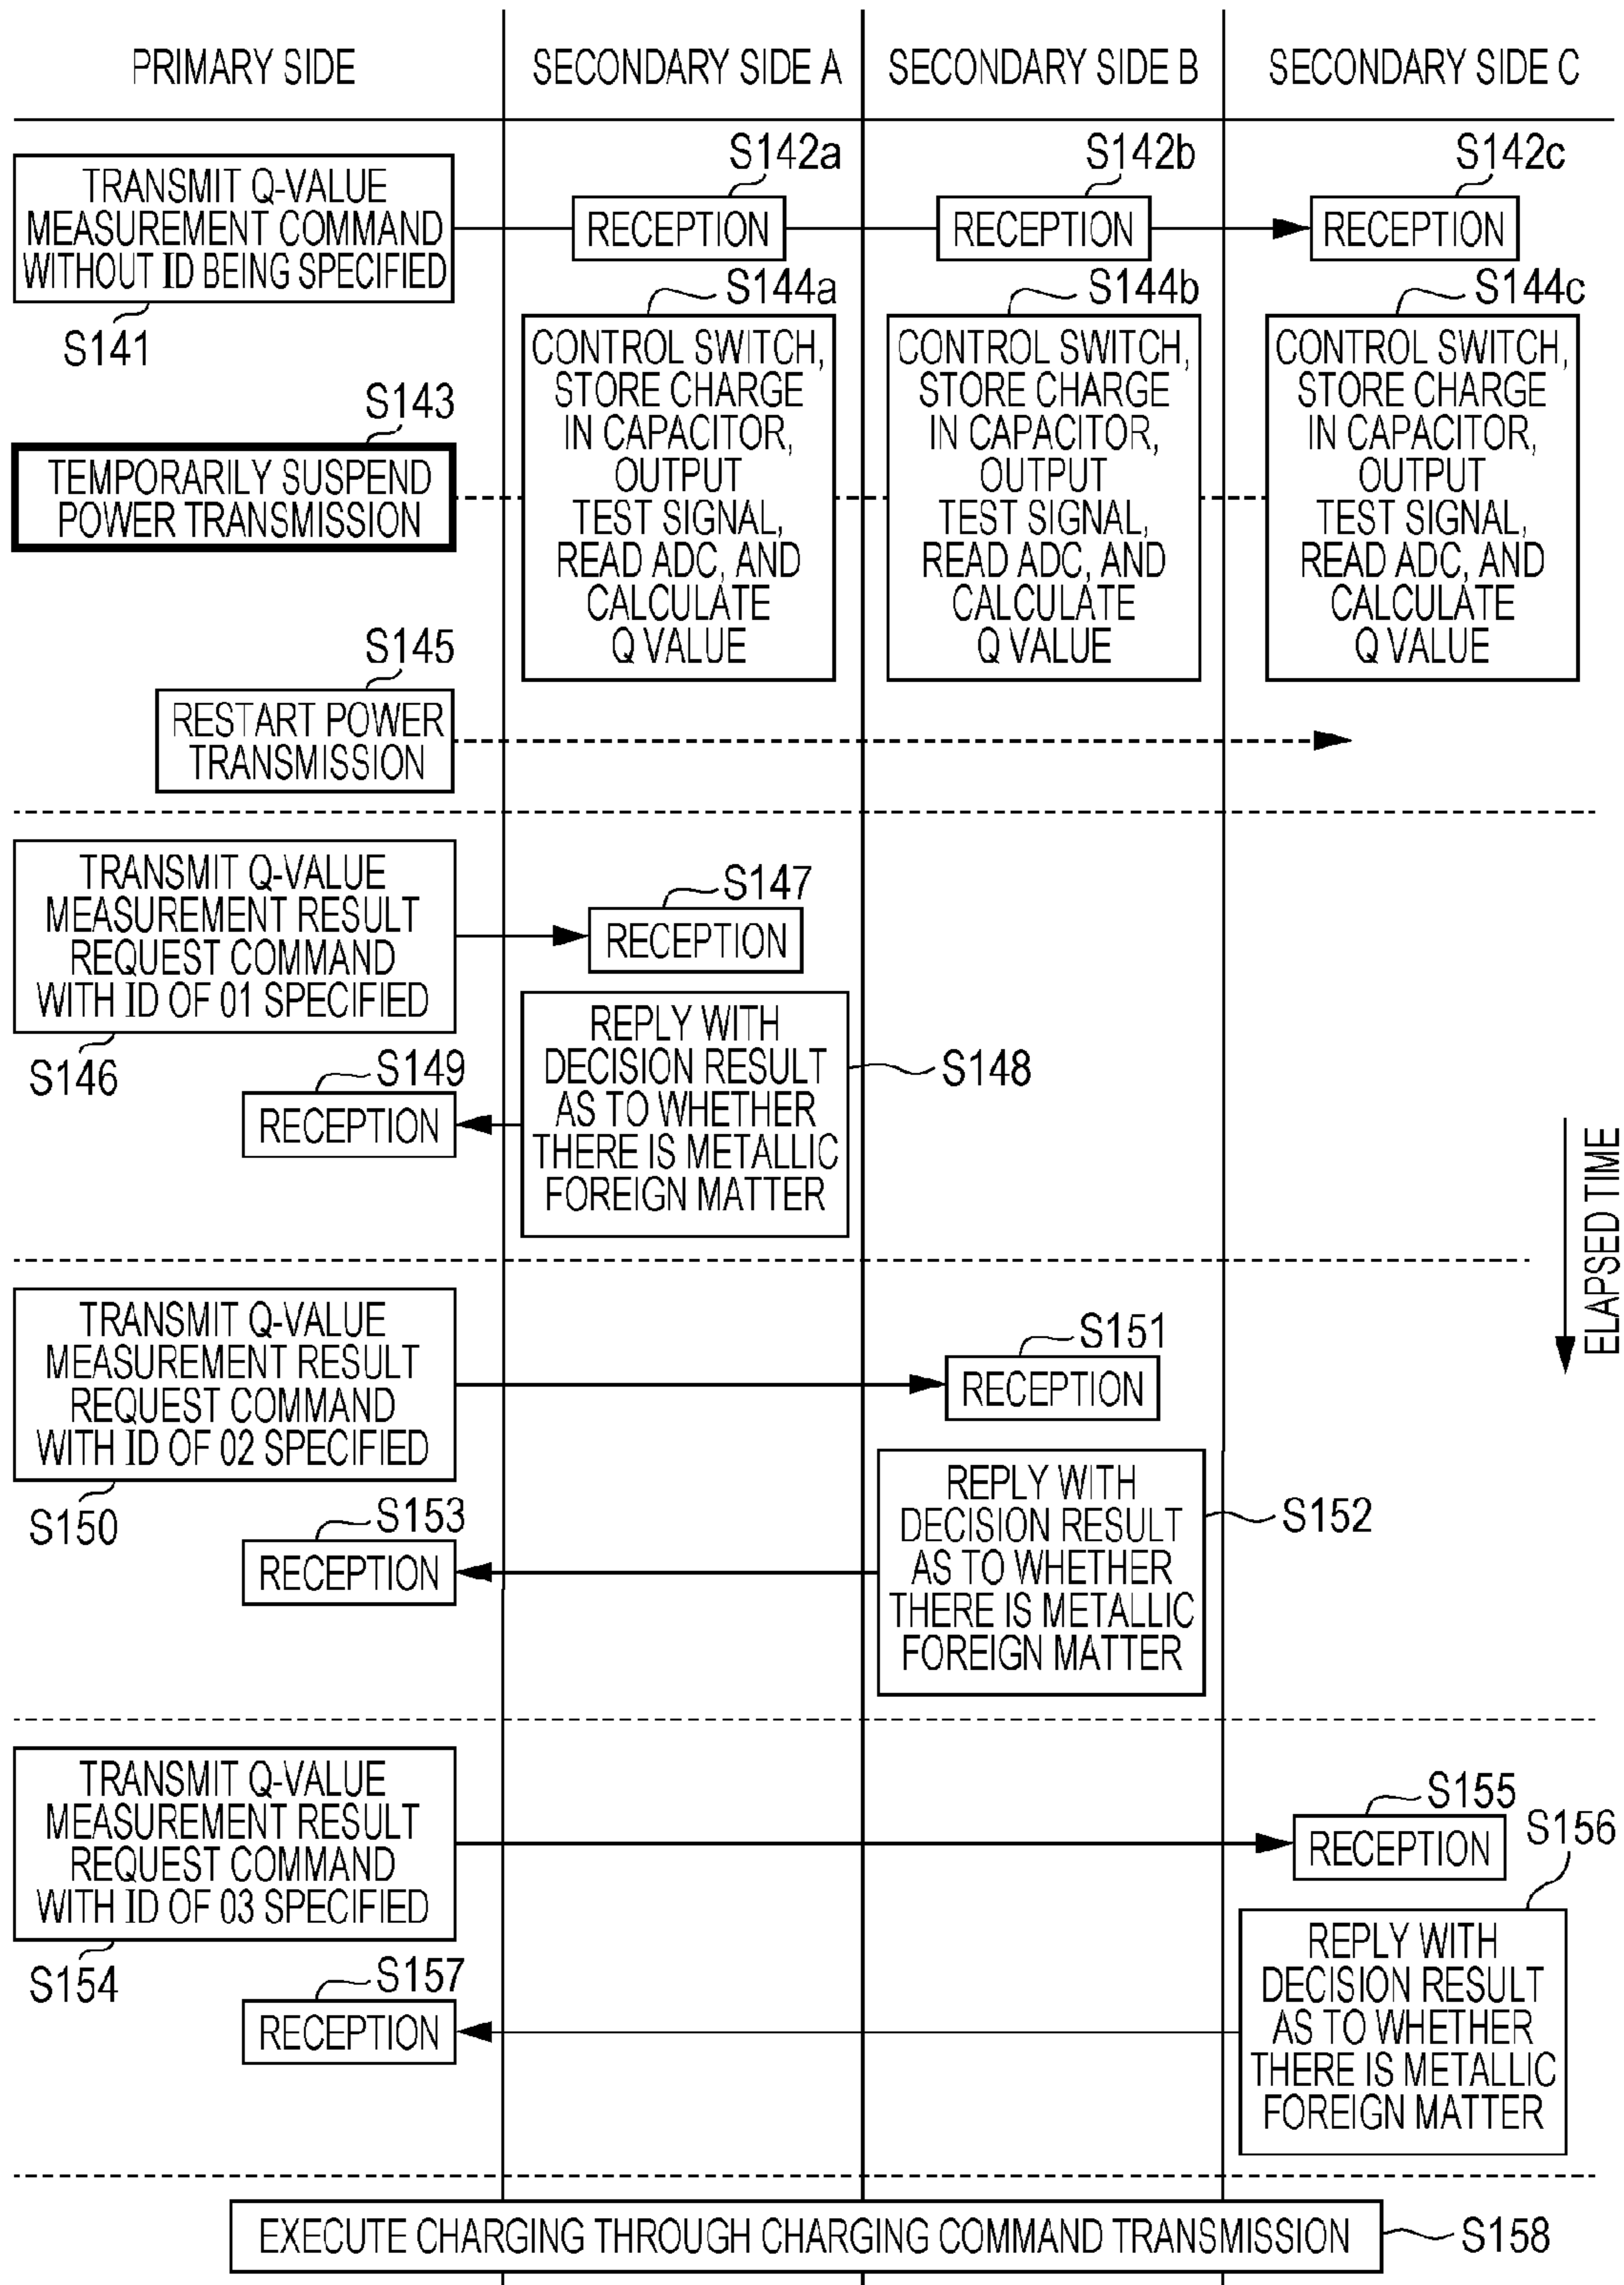 PRIMARY SIDE
SECONDARY SIDE A
SECONDARY SIDE B
SECONDARY SIDE C
S142a
S142b
S142c
TRANSMIT Q-VALUE
MEASUREMENT COMMAND
WITHOUT ID BEING SPECIFIED
RECEPTION
RECEPTION
RECEPTION
S141
S144a
S144b
S144c
S143
TEMPORARILY SUSPEND
POWER TRANSMISSION
CONTROL SWITCH,
STORE CHARGE
IN CAPACITOR,
OUTPUT
TEST SIGNAL,
READ ADC, AND
CALCULATE
Q VALUE
CONTROL SWITCH,
STORE CHARGE
IN CAPACITOR,
OUTPUT
TEST SIGNAL,
READ ADC, AND
CALCULATE
Q VALUE
CONTROL SWITCH,
STORE CHARGE
IN CAPACITOR,
OUTPUT
TEST SIGNAL,
READ ADC, AND
CALCULATE
Q VALUE
S145
RESTART POWER
TRANSMISSION
TRANSMIT Q-VALUE
MEASUREMENT RESULT
REQUEST COMMAND
WITH ID OF 01 SPECIFIED
S146
S147
RECEPTION
REPLY WITH
DECISION RESULT
AS TO WHETHER
THERE IS METALLIC
FOREIGN MATTER
S148
S149
RECEPTION
ELAPSED TIME
TRANSMIT Q-VALUE
MEASUREMENT RESULT
REQUEST COMMAND
WITH ID OF 02 SPECIFIED
S150
S151
RECEPTION
REPLY WITH
DECISION RESULT
AS TO WHETHER
THERE IS METALLIC
FOREIGN MATTER
S152
S153
RECEPTION
TRANSMIT Q-VALUE
MEASUREMENT RESULT
REQUEST COMMAND
WITH ID OF 03 SPECIFIED
S154
S155
RECEPTION
S156
REPLY WITH
DECISION RESULT
AS TO WHETHER
THERE IS METALLIC
FOREIGN MATTER
S157
RECEPTION
EXECUTE CHARGING THROUGH CHARGING COMMAND TRANSMISSION
S158